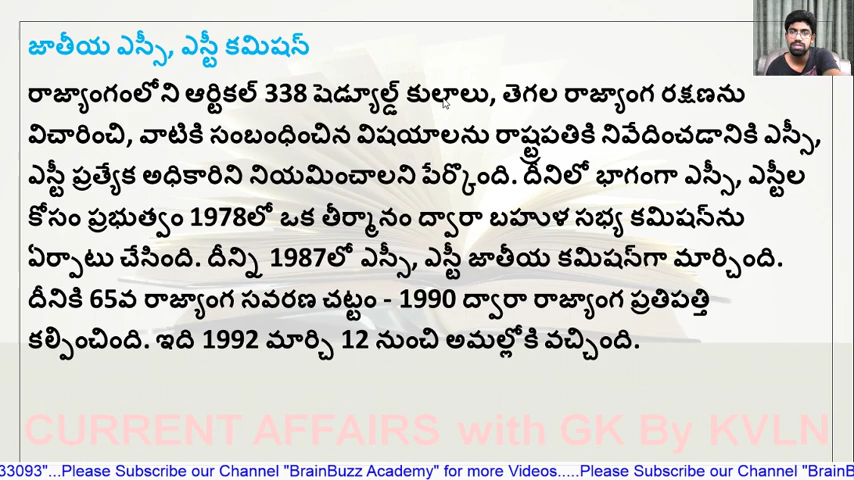 జాతీయ ఎస్సీ, ఎస్టీ కమిషన్
రాజ్యాంగంలోని ఆర్టికల్ 338 షెడ్యూల్డ్ కులాలు, తెగల రాజ్యాంగ రక్షణను
విచారించి, వాటికి సంబంధించిన విషయాలను రాష్ట్రపతికి నివేదించడానికి ఎస్సీ,
ఎస్టీ ప్రత్యేక అధికారిని నియమించాలని పేర్కొంది. దీనిలో భాగంగా ఎస్సీ, ఎస్టీల
కోసం ప్రభుత్వం 1978లో ఒక తీర్మానం ద్వారా బహుళ సభ్య కమిషన్‌ను
ఏర్పాటు చేసింది. దీన్ని 1987లో ఎస్సీ, ఎస్టీ జాతీయ కమిషన్‌గా మార్చింది.
దీనికి 65వ రాజ్యాంగ సవరణ చట్టం - 1990 ద్వారా రాజ్యాంగ ప్రతిపత్తి
కల్పించింది. ఇది 1992 మార్చి 12 నుంచి అమల్లోకి వచ్చింది.
CURRENT AFFAIRS with GK By KVLN
33093"...Please Subscribe our Channel "BrainBuzz Academy" for more Videos.....Please Subscribe our Channel "BrainB